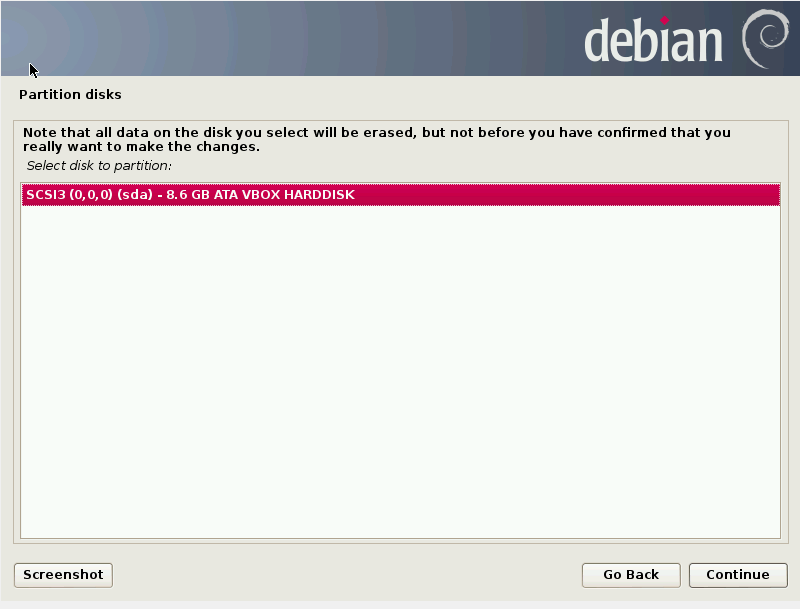 debian
Partition disks
Note that all data on the disk you select will be erased, but not before you have confirmed that you
really want to make the changes.
Select disk to partition:
SCSI3 (0,0,0) (sda) - 8.6 GB ATA VBOX HARDDISK
Screenshot
Go Back
Continue